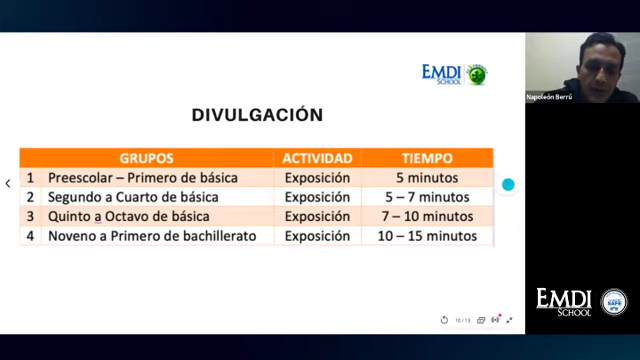 EMDI
SCHOOL
DIVULGACIÓN
GRUPOS ACTIVIDAD TIEMPO
1 Preescolar – Primero de básica Exposición 5 minutos
2 Segundo a Cuarto de básica Exposición 5 – 7 minutos
3 Quinto a Octavo de básica Exposición 7 – 10 minutos
4 Noveno a Primero de bachillerato Exposición 10 – 15 minutos
10 / 13
Napoleón Berrú
EMDI
SCHOOL
SAFE